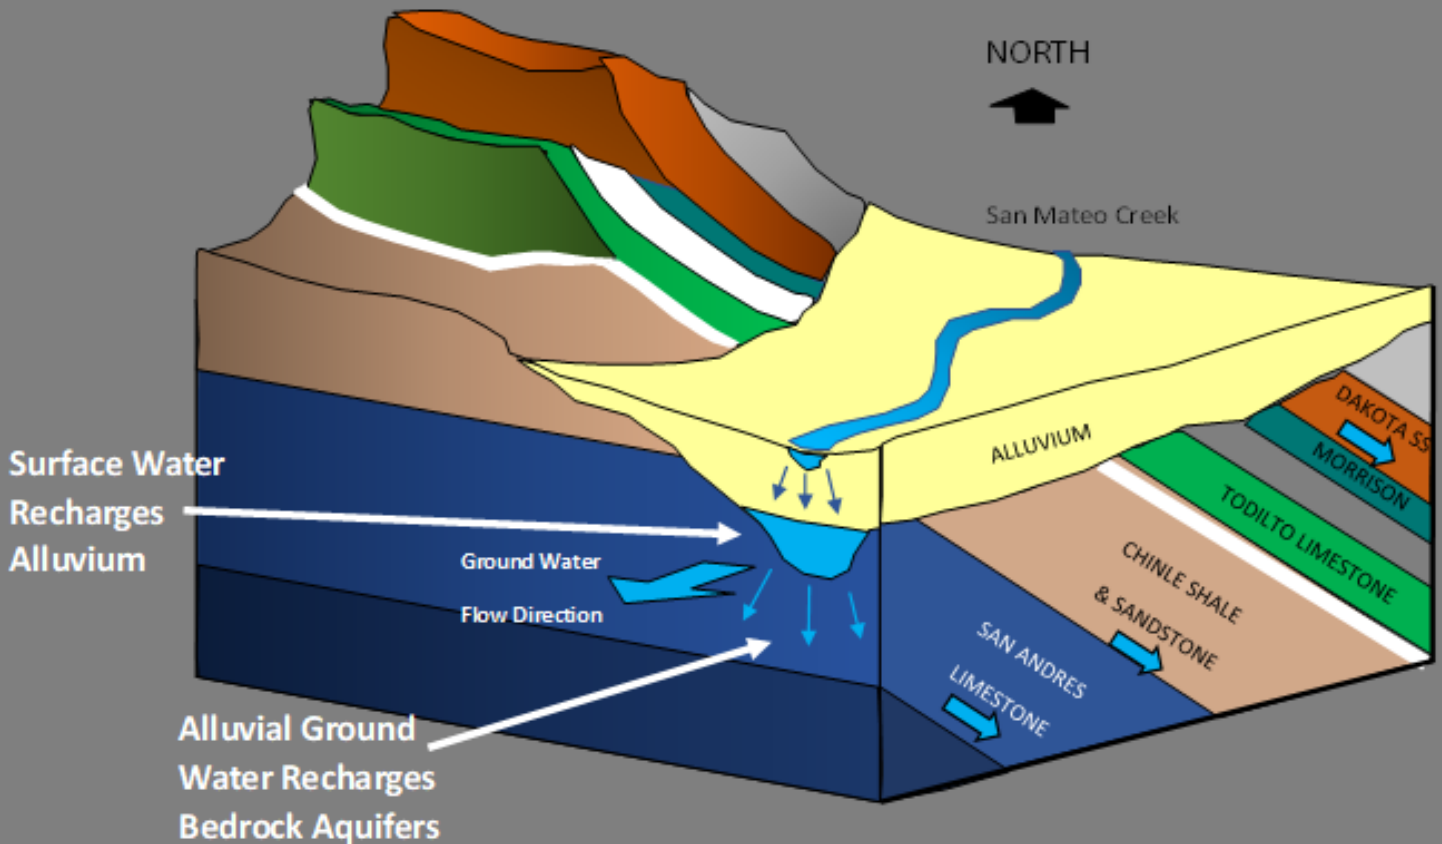 NORTH
San Mateo Creek
DAKOTA SS
MORRISON
ALLUVIUM
TODILTO LIMESTONE
CHINLE SHALE
& SANDSTONE
SAN ANDRES
LIMESTONE
Surface Water
Recharges
Alluvium
Ground Water
Flow Direction
Alluvial Ground
Water Recharges
Bedrock Aquifers